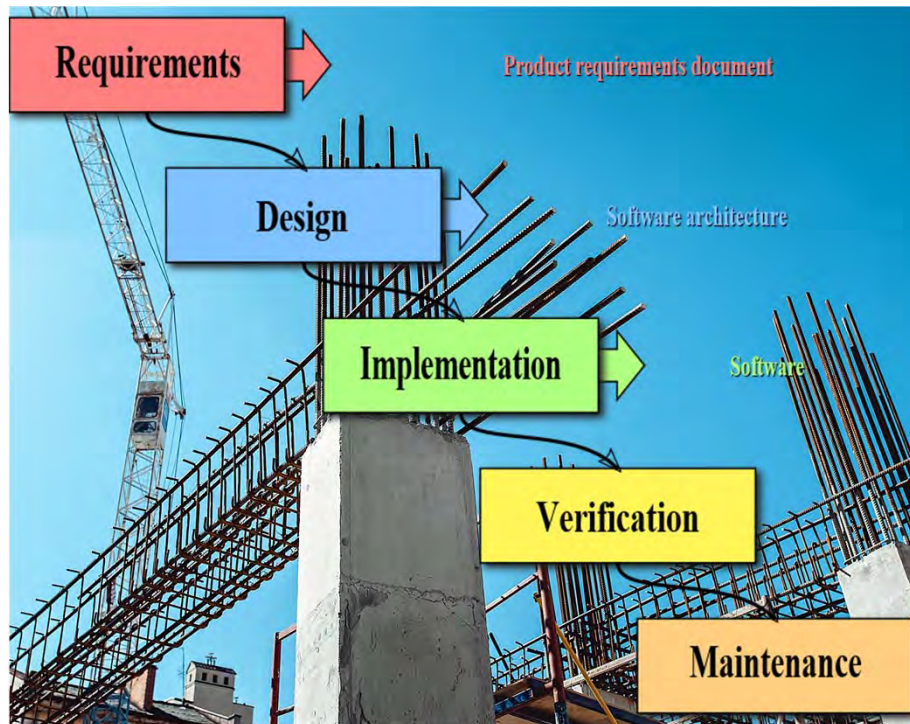 Requirements
Product requirements document
Design
Software architecture
Implementation
Software
Verification
Maintenance